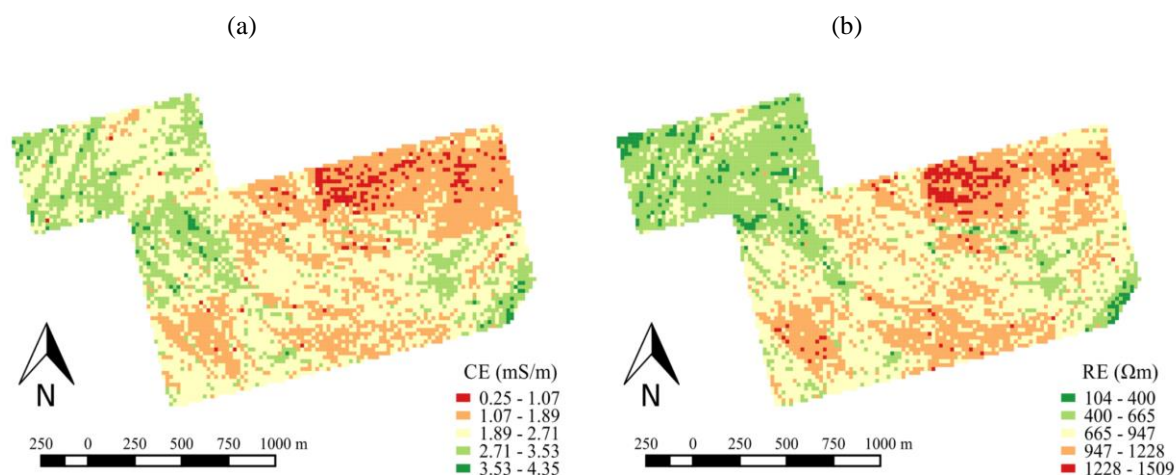 (a)
(b)
N
CE (mS/m)
0.25 - 1.07
1.07 - 1.89
1.89 - 2.71
2.71 - 3.53
3.53 - 4.35
250 0 250 500 750 1000 m
N
RE (Ωm)
104 - 400
400 - 665
665 - 947
947 - 1228
1228 - 1509
250 0 250 500 750 1000 m